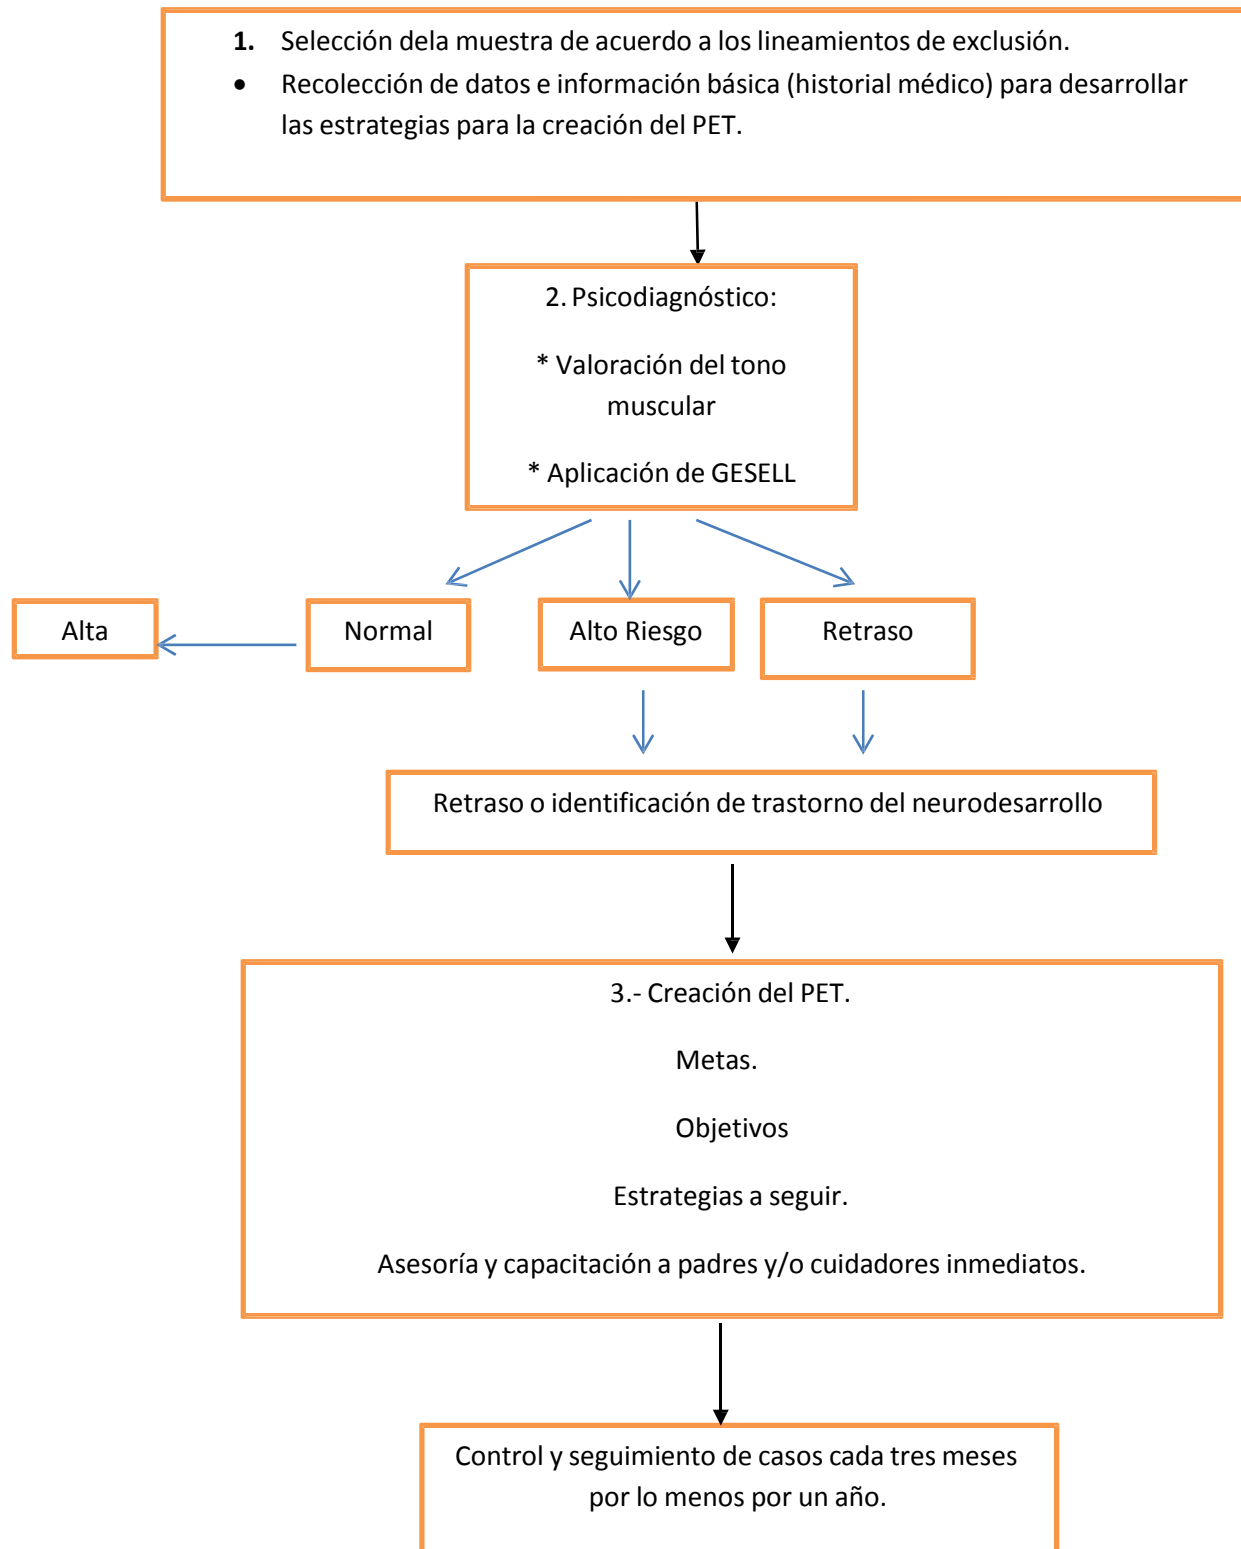 1. Selección dela muestra de acuerdo a los lineamientos de exclusión.
• Recolección de datos e información básica (historial médico) para desarrollar
las estrategias para la creación del PET.
2. Psicodiagnóstico:
* Valoración del tono
muscular
* Aplicación de GESELL
Alta
Normal
Alto Riesgo
Retraso
Retraso o identificación de trastorno del neurodesarrollo
3.- Creación del PET.
Metas.
Objetivos
Estrategias a seguir.
Asesoría y capacitación a padres y/o cuidadores inmediatos.
Control y seguimiento de casos cada tres meses
por lo menos por un año.